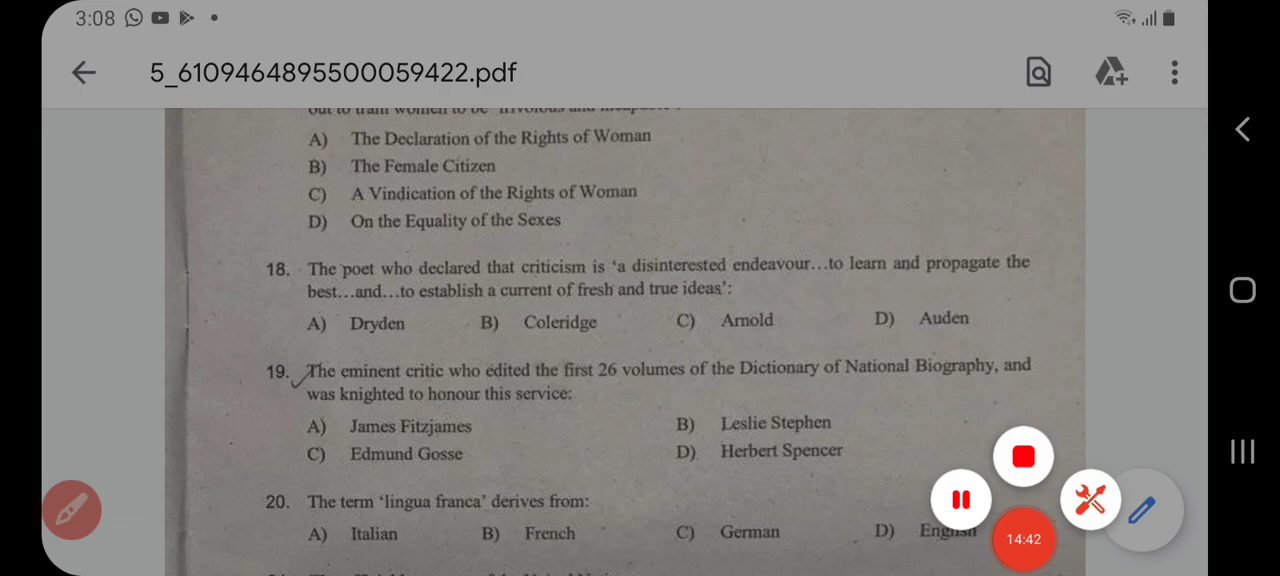 3:08
5_6109464895500059422.pdf
A) The Declaration of the Rights of Woman
B) The Female Citizen
C) A Vindication of the Rights of Woman
D) On the Equality of the Sexes
18. The poet who declared that criticism is ‘a disinterested endeavour...to learn and propagate the
best...and...to establish a current of fresh and true ideas’:
A) Dryden B) Coleridge C) Arnold D) Auden
19. The eminent critic who edited the first 26 volumes of the Dictionary of National Biography, and
was knighted to honour this service:
A) James Fitzjames B) Leslie Stephen
C) Edmund Gosse D) Herbert Spencer
20. The term ‘lingua franca’ derives from:
A) Italian B) French C) German D) English
14:42